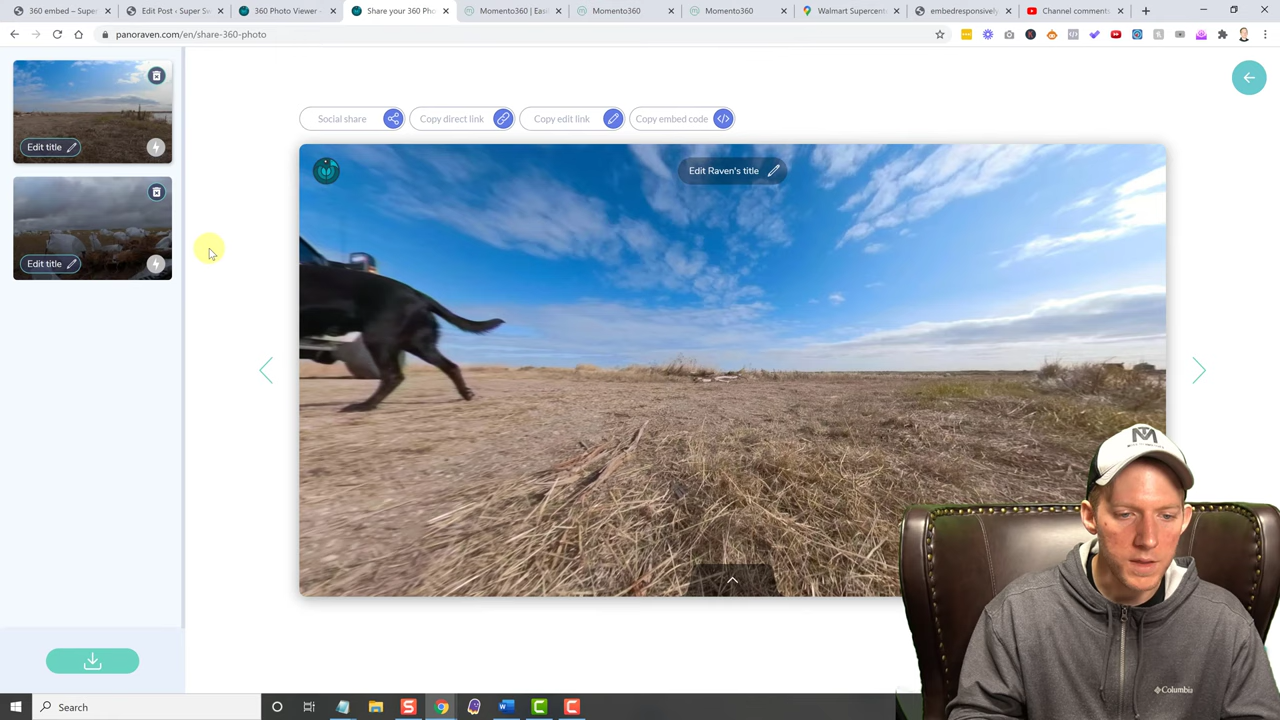 360 embed – Super
Edit Post ‹ Super S
360 Photo Viewer –
Share your 360 Pho
Momento360 | Easi
Momento360
Momento360
Walmart Supercent
embedresponsively
Channel comments
panoraven.com/en/share-360-photo
Social share
Copy direct link
Copy edit link
Copy embed code
Edit title
Edit Raven's title
Edit title
Columbia
Search